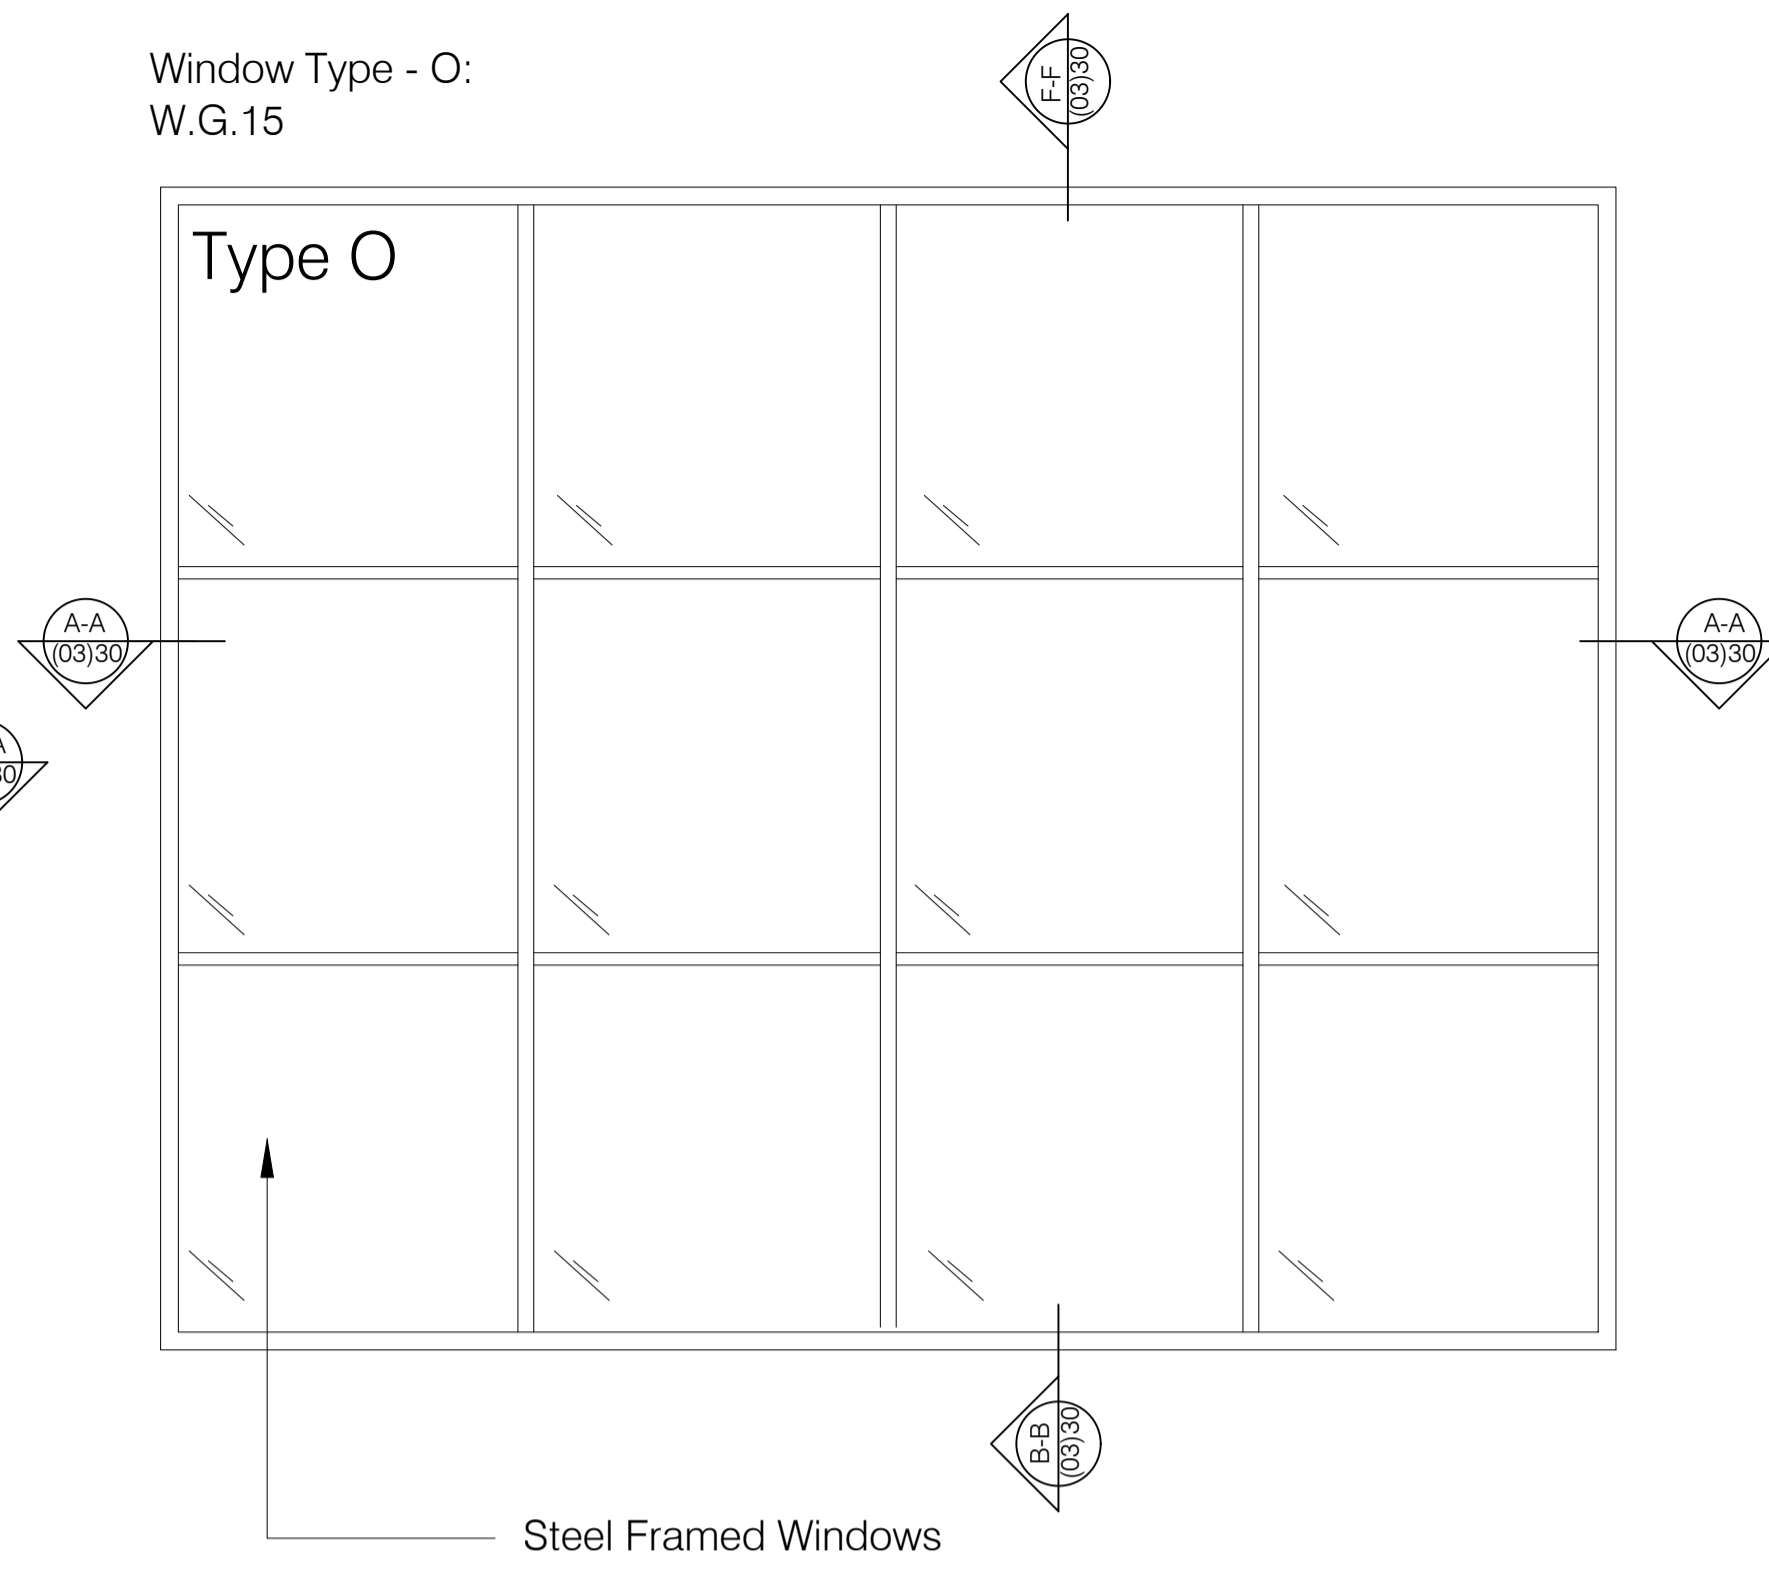 Window Type - O:
W.G.15
F-F
(03)30
Type O
A-A
(03)30
A-A
(03)30
B-B
(03)30
Steel Framed Windows